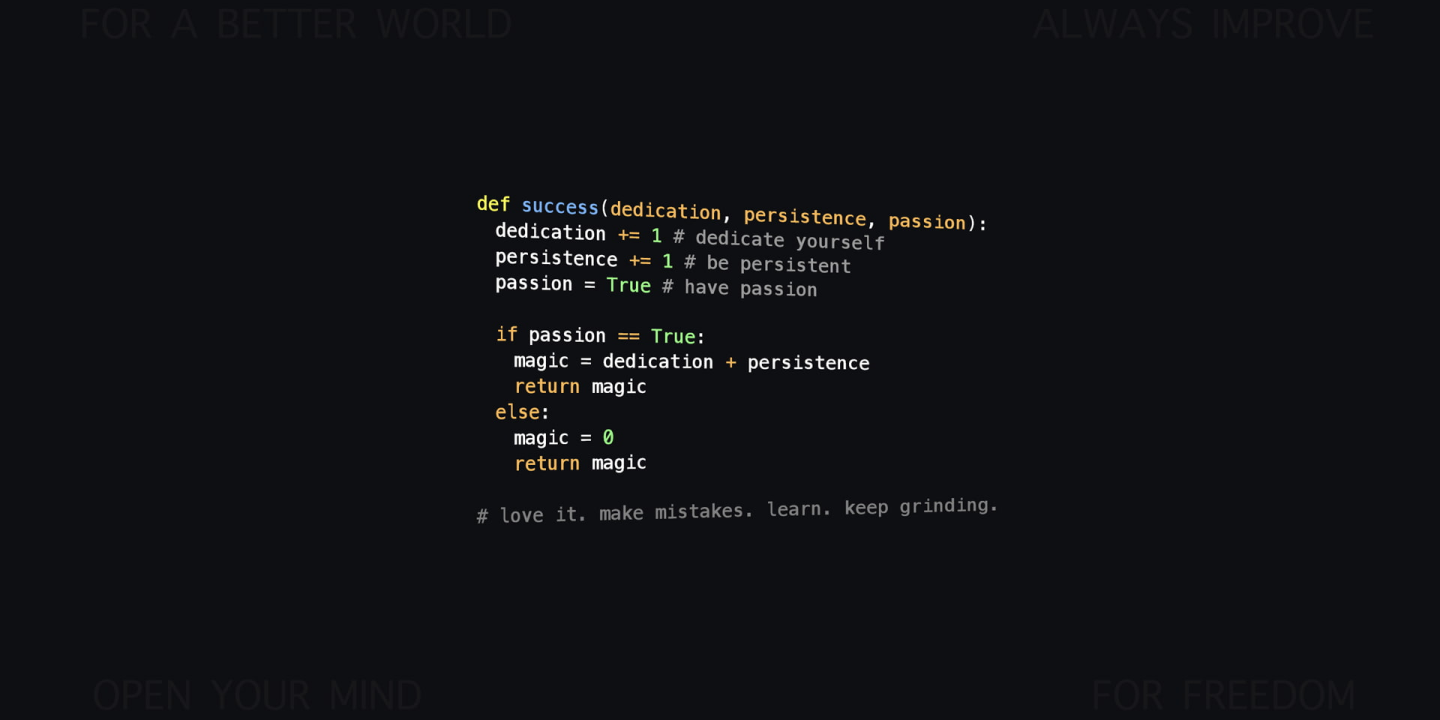 FOR A BETTER WORLD
ALWAYS IMPROVE
def success(dedication, persistence, passion):
  dedication += 1 # dedicate yourself
  persistence += 1 # be persistent
  passion = True # have passion

  if passion == True:
    magic = dedication + persistence
    return magic
  else:
    magic = 0
    return magic

# love it. make mistakes. learn. keep grinding.
OPEN YOUR MIND
FOR FREEDOM